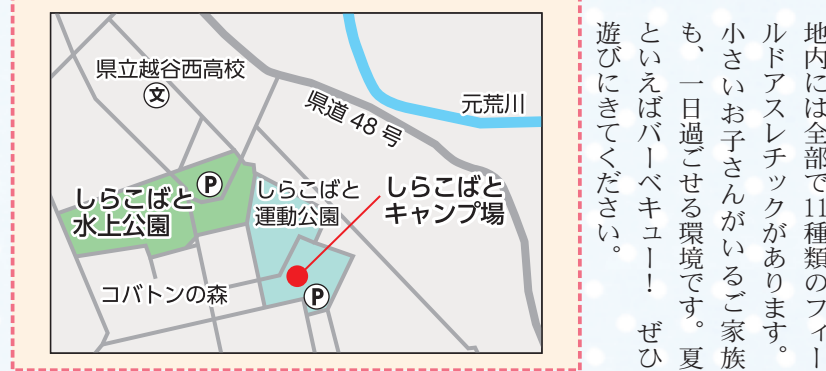 地内には全部で11種類のフィー
ルドアスレチックがあります。
小さいお子さんがいるご家族
も、一日過ごせる環境です。夏
といえばバーベキュー！　ぜひ
遊びにきてください。
県立越谷西高校
文
県道 48 号
元荒川
しらこばと
水上公園
P
しらこばと
運動公園
しらこばと
キャンプ場
コバトンの森
P